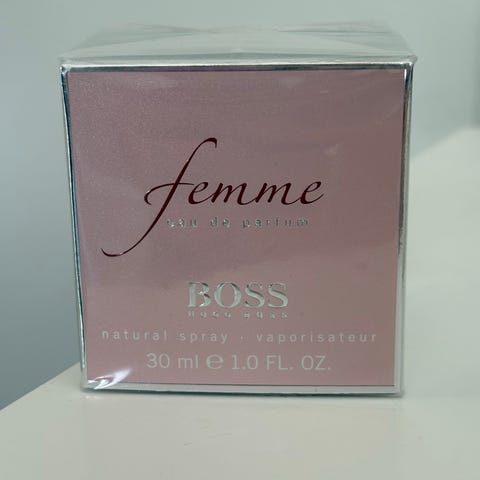 femme
eau de parfum
BOSS
HUGO BOSS
natural spray · vaporisateur
30 ml ℮ 1.0 FL. OZ.